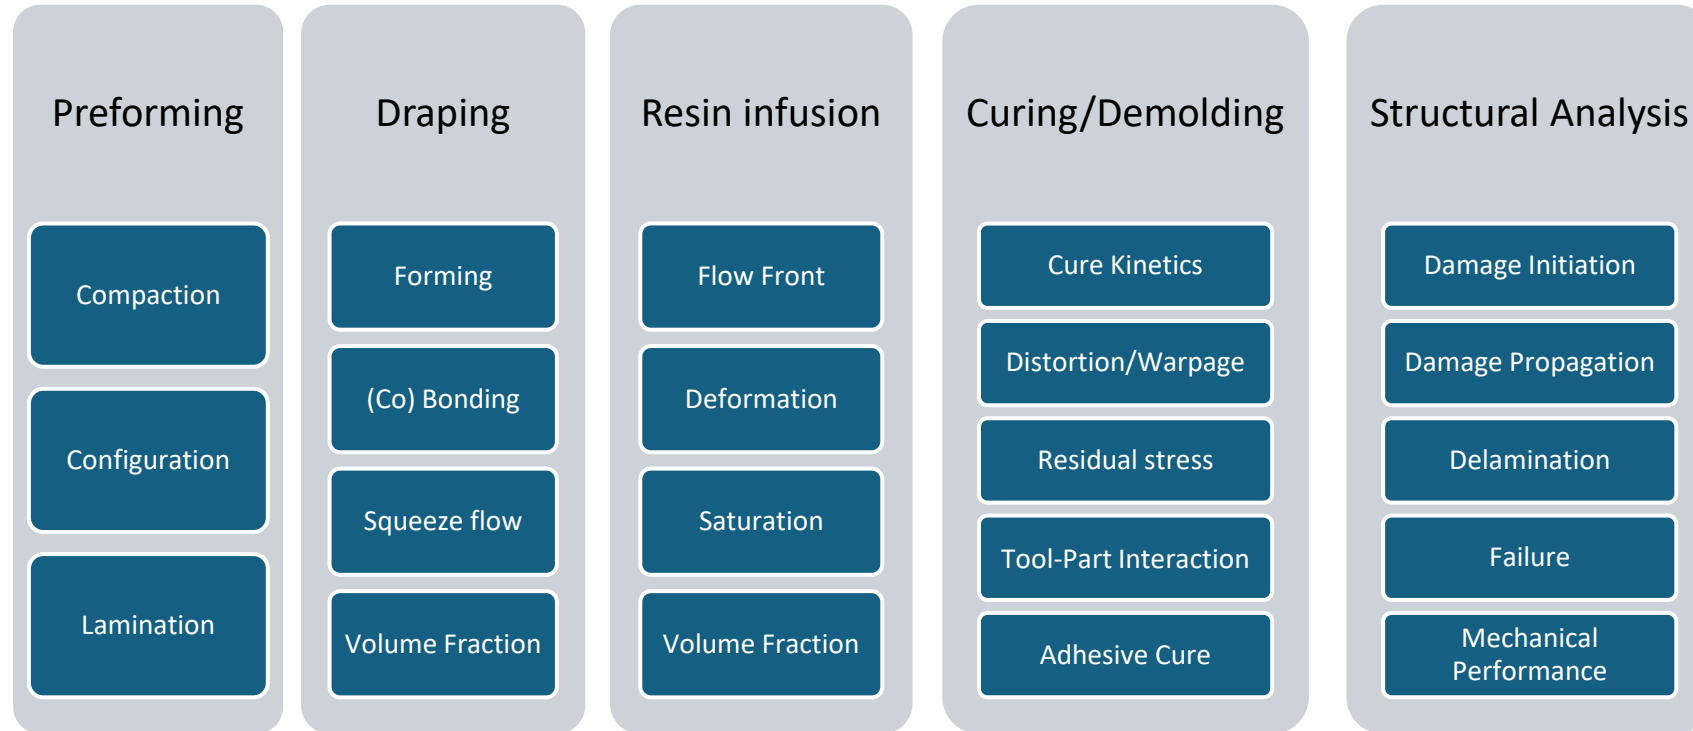 Preforming
Compaction
Configuration
Lamination
Draping
Forming
(Co) Bonding
Squeeze flow
Volume Fraction
Resin infusion
Flow Front
Deformation
Saturation
Volume Fraction
Curing/Demolding
Cure Kinetics
Distortion/Warpage
Residual stress
Tool-Part Interaction
Adhesive Cure
Structural Analysis
Damage Initiation
Damage Propagation
Delamination
Failure
Mechanical
Performance